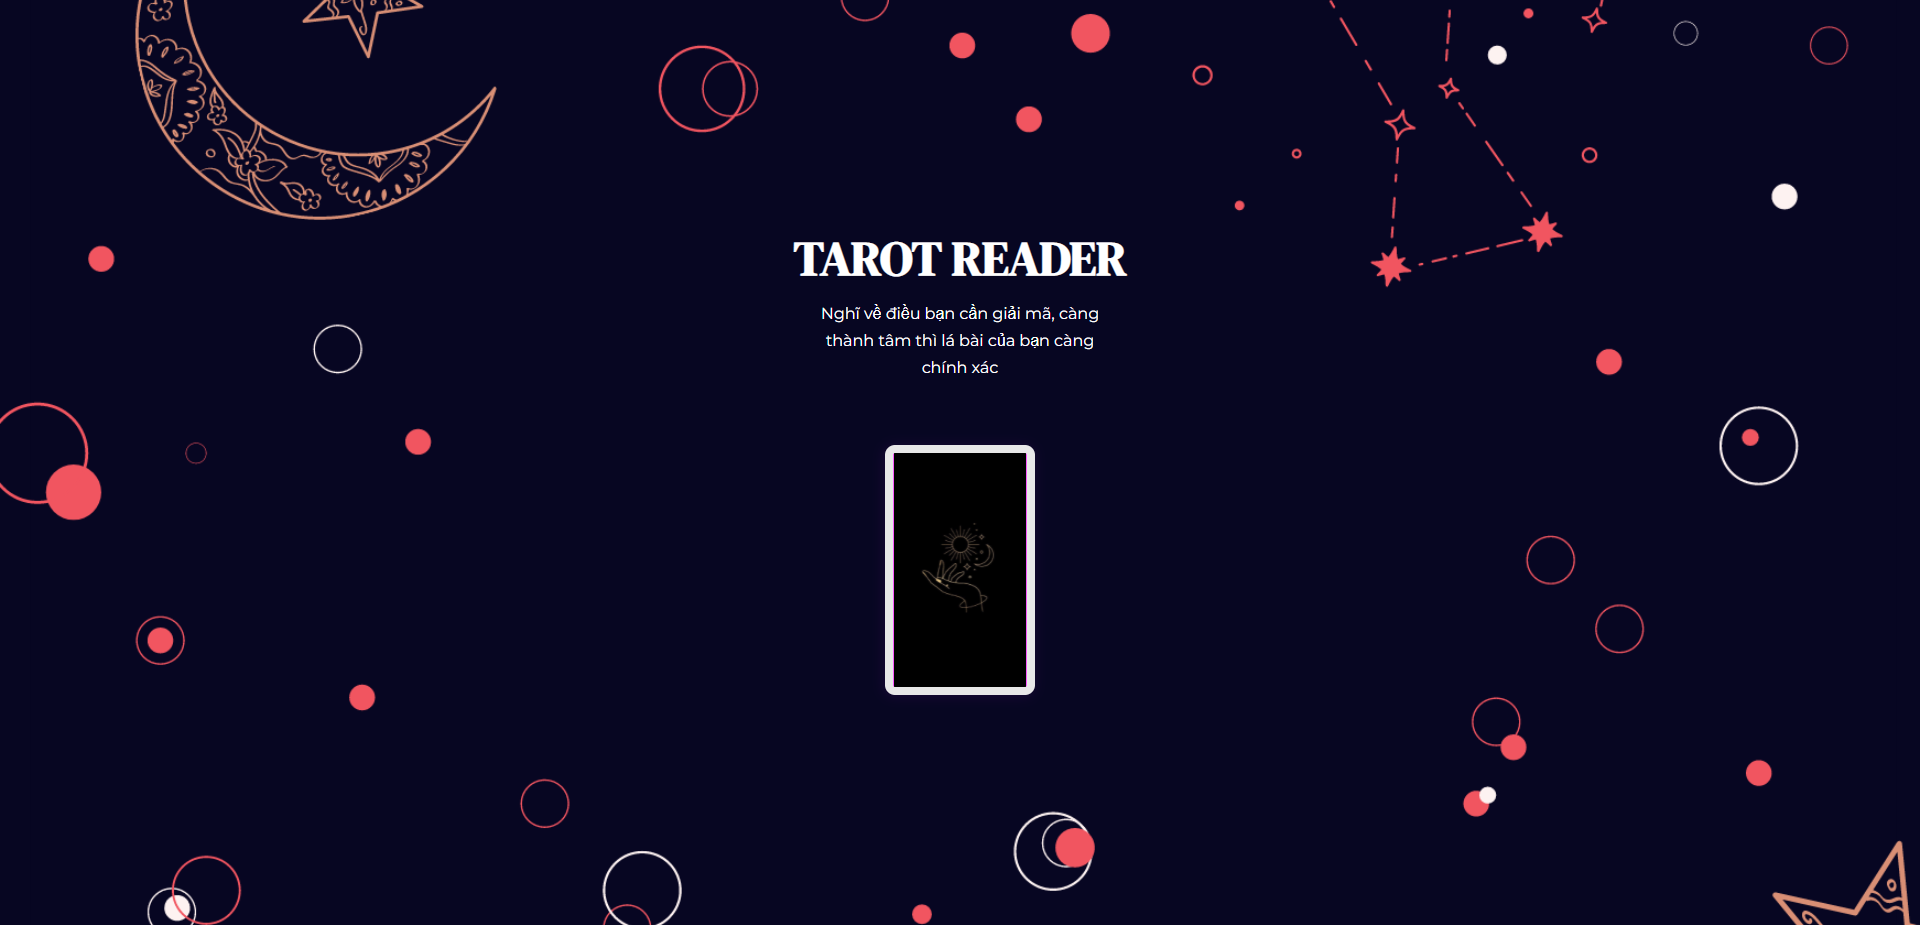 TAROT READER
Nghĩ về điều bạn cần giải mã, càng
thành tâm thì lá bài của bạn càng
chính xác